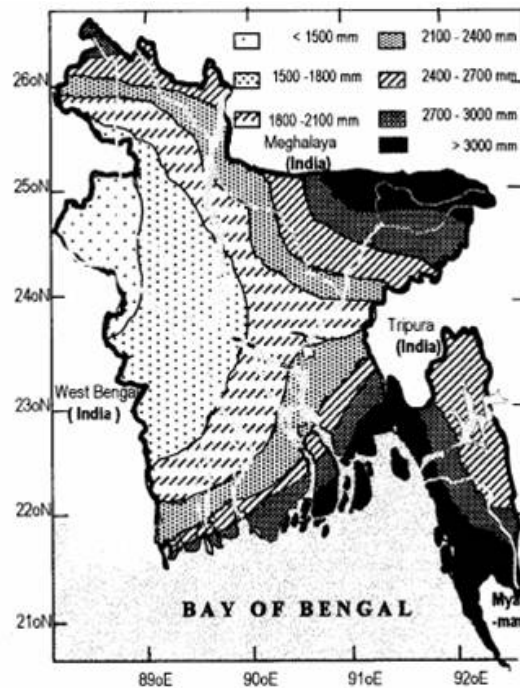 < 1500 mm
2100 - 2400 mm
1500 -1800 mm
2400 - 2700 mm
1800 -2100 mm
2700 - 3000 mm
> 3000 mm
Meghalaya
(India)
26oN
25oN
24oN
23oN
22oN
21oN
Tripura
(India)
West Bengal
( India )
BAY OF BENGAL
Mya
-mar
89oE
90oE
91oE
92oE